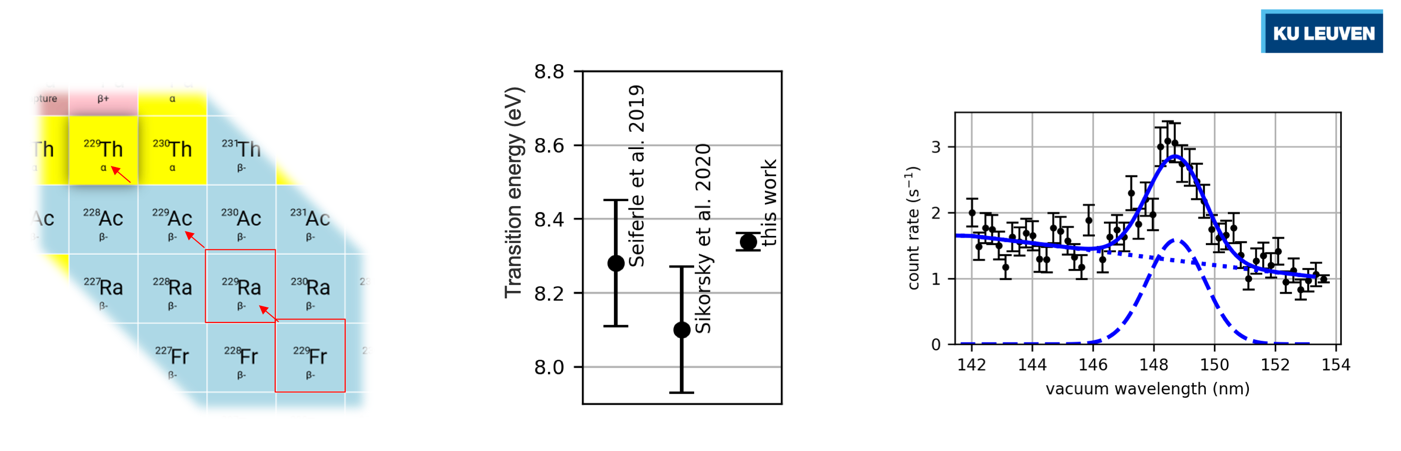 KU LEUVEN
ture
β+
α
Th
²²⁹Th
α
²³⁰Th
α
²³¹Th
β-
Ac
²²⁸Ac
β-
²²⁹Ac
β-
²³⁰Ac
β-
²³¹Ac
β-
²²⁷Ra
β-
²²⁸Ra
β-
²²⁹Ra
β-
²³⁰Ra
β-
²²⁷Fr
β-
²²⁸Fr
β-
²²⁹Fr
β-
Transition energy (eV)
8.8
8.6
8.4
8.2
8.0
Seiferle et al. 2019
Sikorsky et al. 2020
this work
count rate (s⁻¹)
3
2
1
0
142 144 146 148 150 152 154
vacuum wavelength (nm)